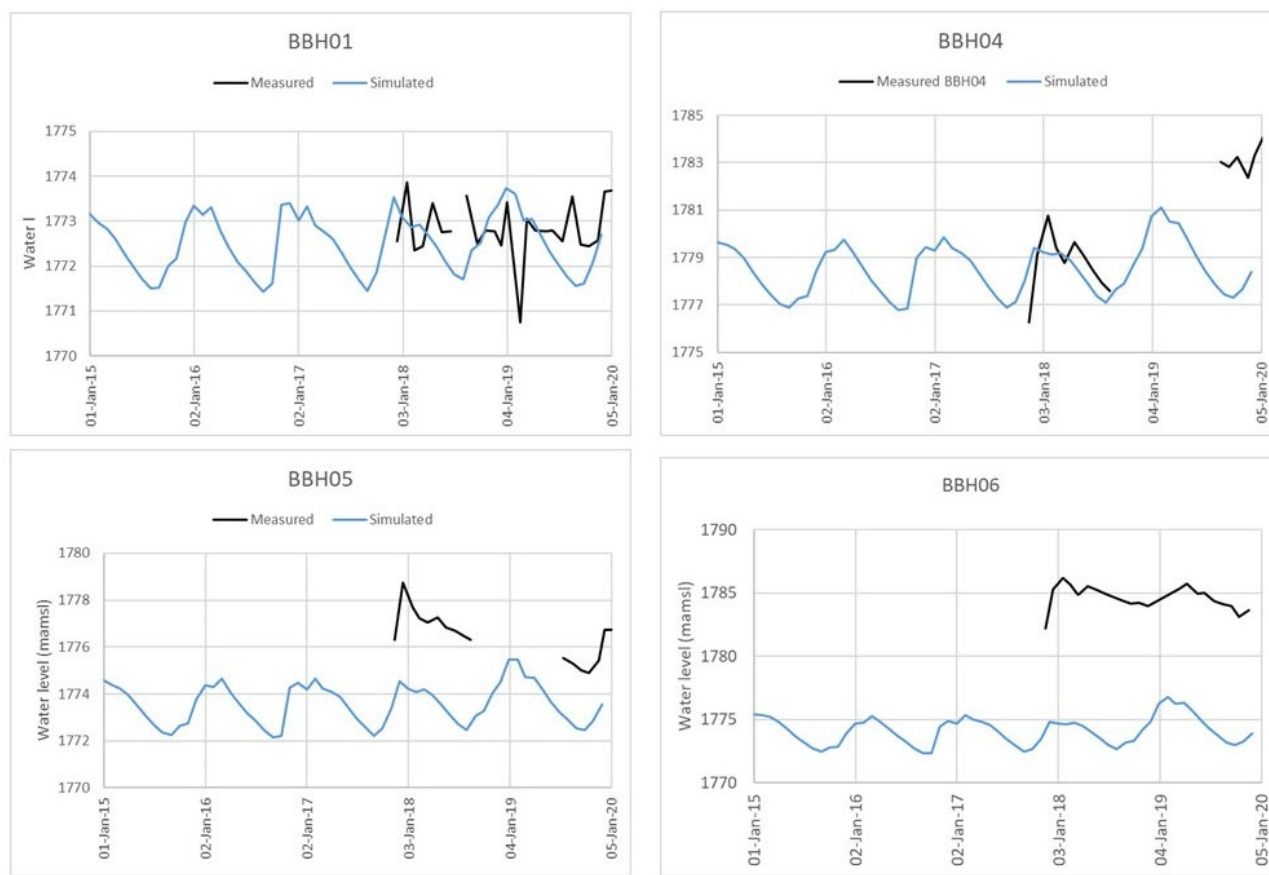 BBH01
Measured Simulated
Water l
1775
1774
1773
1772
1771
1770
01-Jan-15
02-Jan-16
02-Jan-17
03-Jan-18
04-Jan-19
05-Jan-20
BBH04
Measured BBH04 Simulated
1785
1783
1781
1779
1777
1775
01-Jan-15
02-Jan-16
02-Jan-17
03-Jan-18
04-Jan-19
05-Jan-20
BBH05
Measured Simulated
Water level (mamsl)
1780
1778
1776
1774
1772
1770
01-Jan-15
02-Jan-16
02-Jan-17
03-Jan-18
04-Jan-19
05-Jan-20
BBH06
Water level (mamsl)
1790
1785
1780
1775
1770
01-Jan-15
02-Jan-16
02-Jan-17
03-Jan-18
04-Jan-19
05-Jan-20